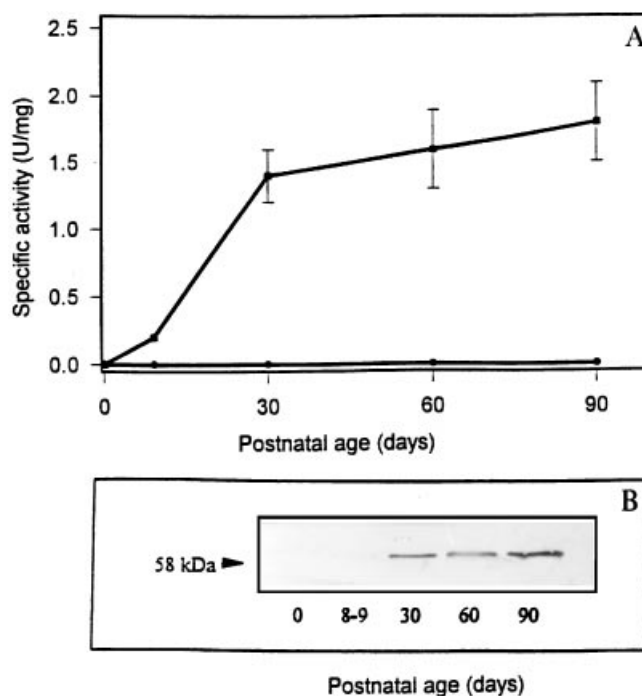 A
2.5
2.0
1.5
1.0
0.5
0.0
Specific activity (U/mg)
0 30 60 90
Postnatal age (days)
B
58 kDa
0 8-9 30 60 90
Postnatal age (days)